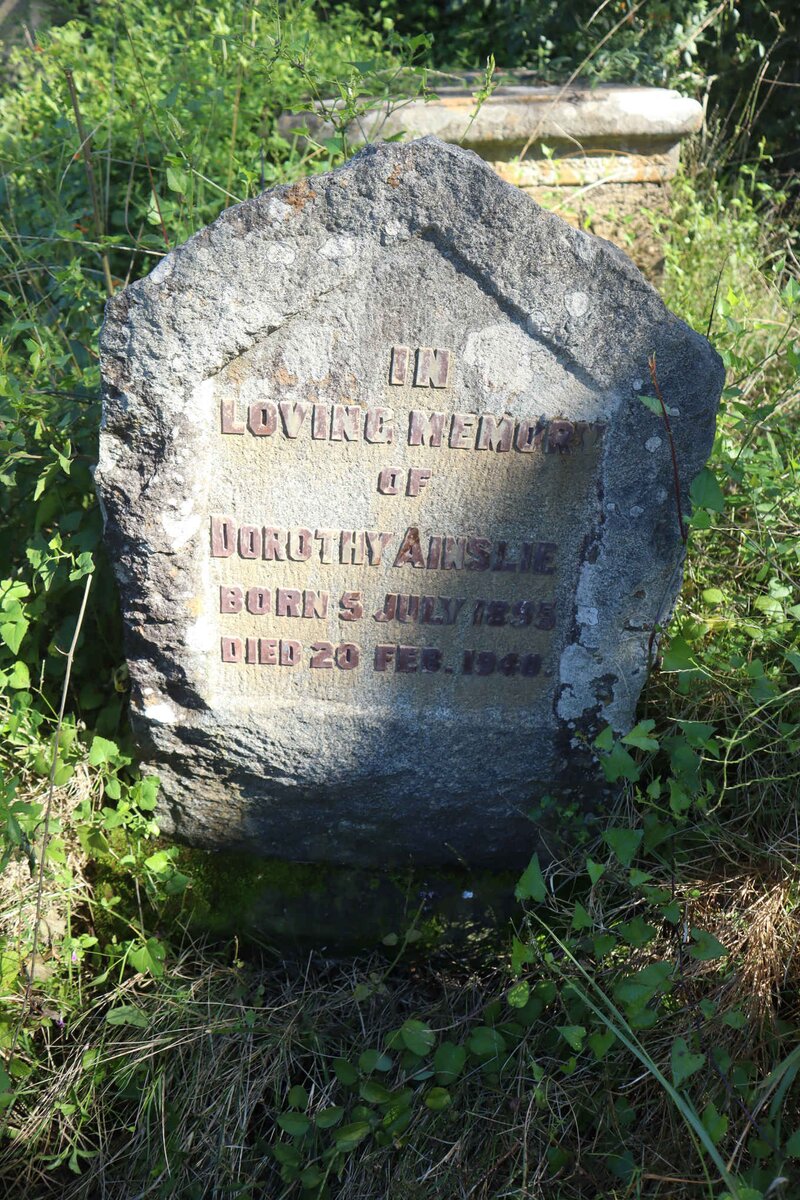 IN
LOVING MEMORY
OF
DOROTHY AINSLIE
BORN 5 JULY 1895
DIED 20 FEB. 1940.